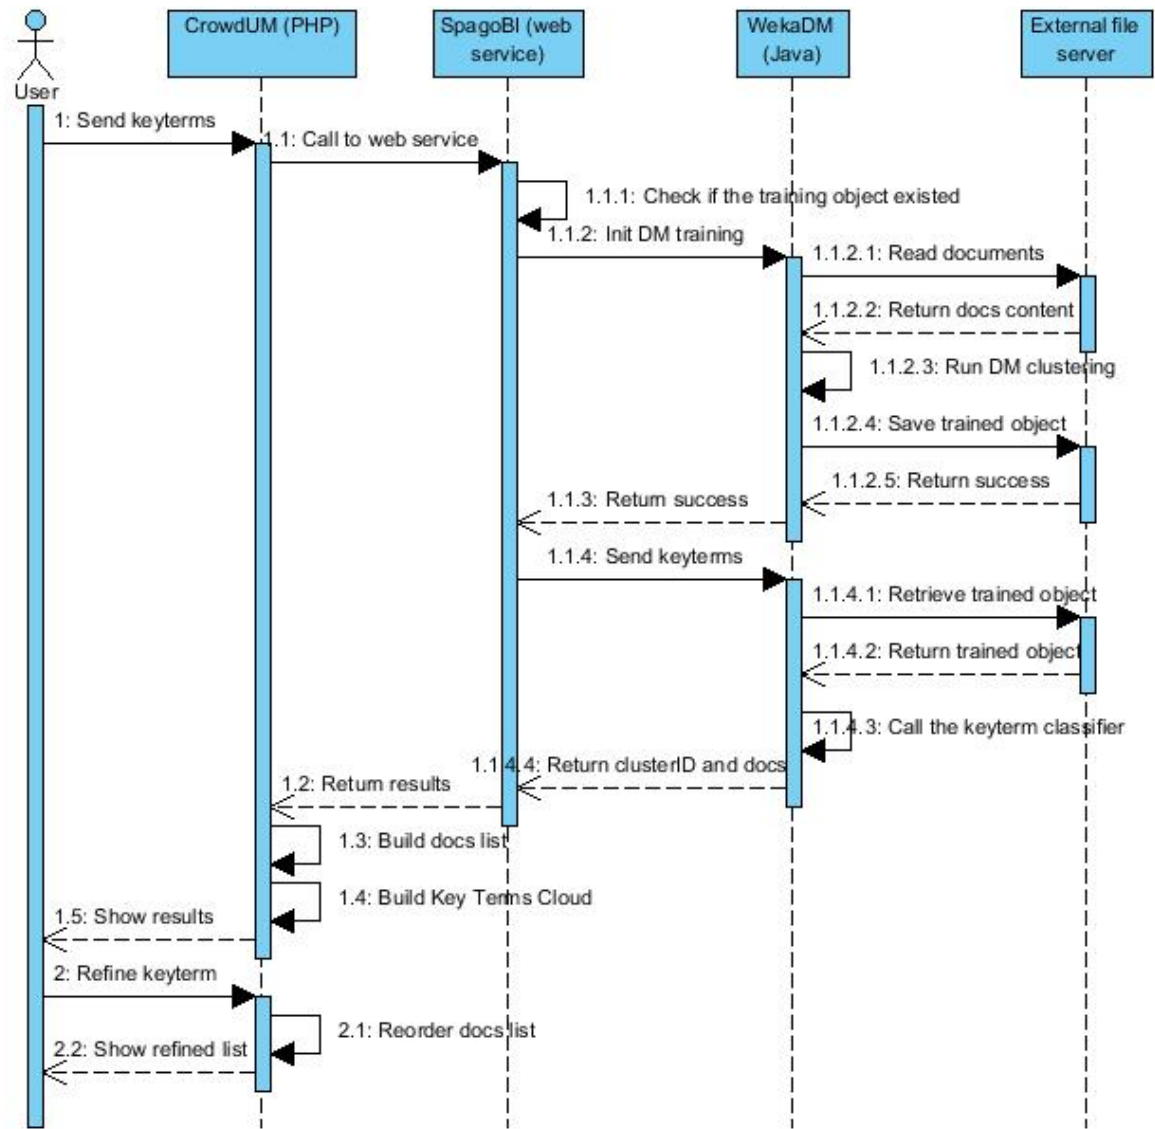 CrowdUM (PHP)
SpagoBI (web
service)
WekaDM
(Java)
External file
server
User
1: Send keyterms
1.1: Call to web service
1.1.1: Check if the training object existed
1.1.2: Init DM training
1.1.2.1: Read documents
1.1.2.2: Return docs content
1.1.2.3: Run DM clustering
1.1.2.4: Save trained object
1.1.2.5: Return success
1.1.3: Return success
1.1.4: Send keyterms
1.1.4.1: Retrieve trained object
1.1.4.2: Return trained object
1.1.4.3: Call the keyterm classifier
1.1.4.4: Return clusterID and docs
1.2: Return results
1.3: Build docs list
1.4: Build Key Terms Cloud
1.5: Show results
2: Refine keyterm
2.1: Reorder docs list
2.2: Show refined list